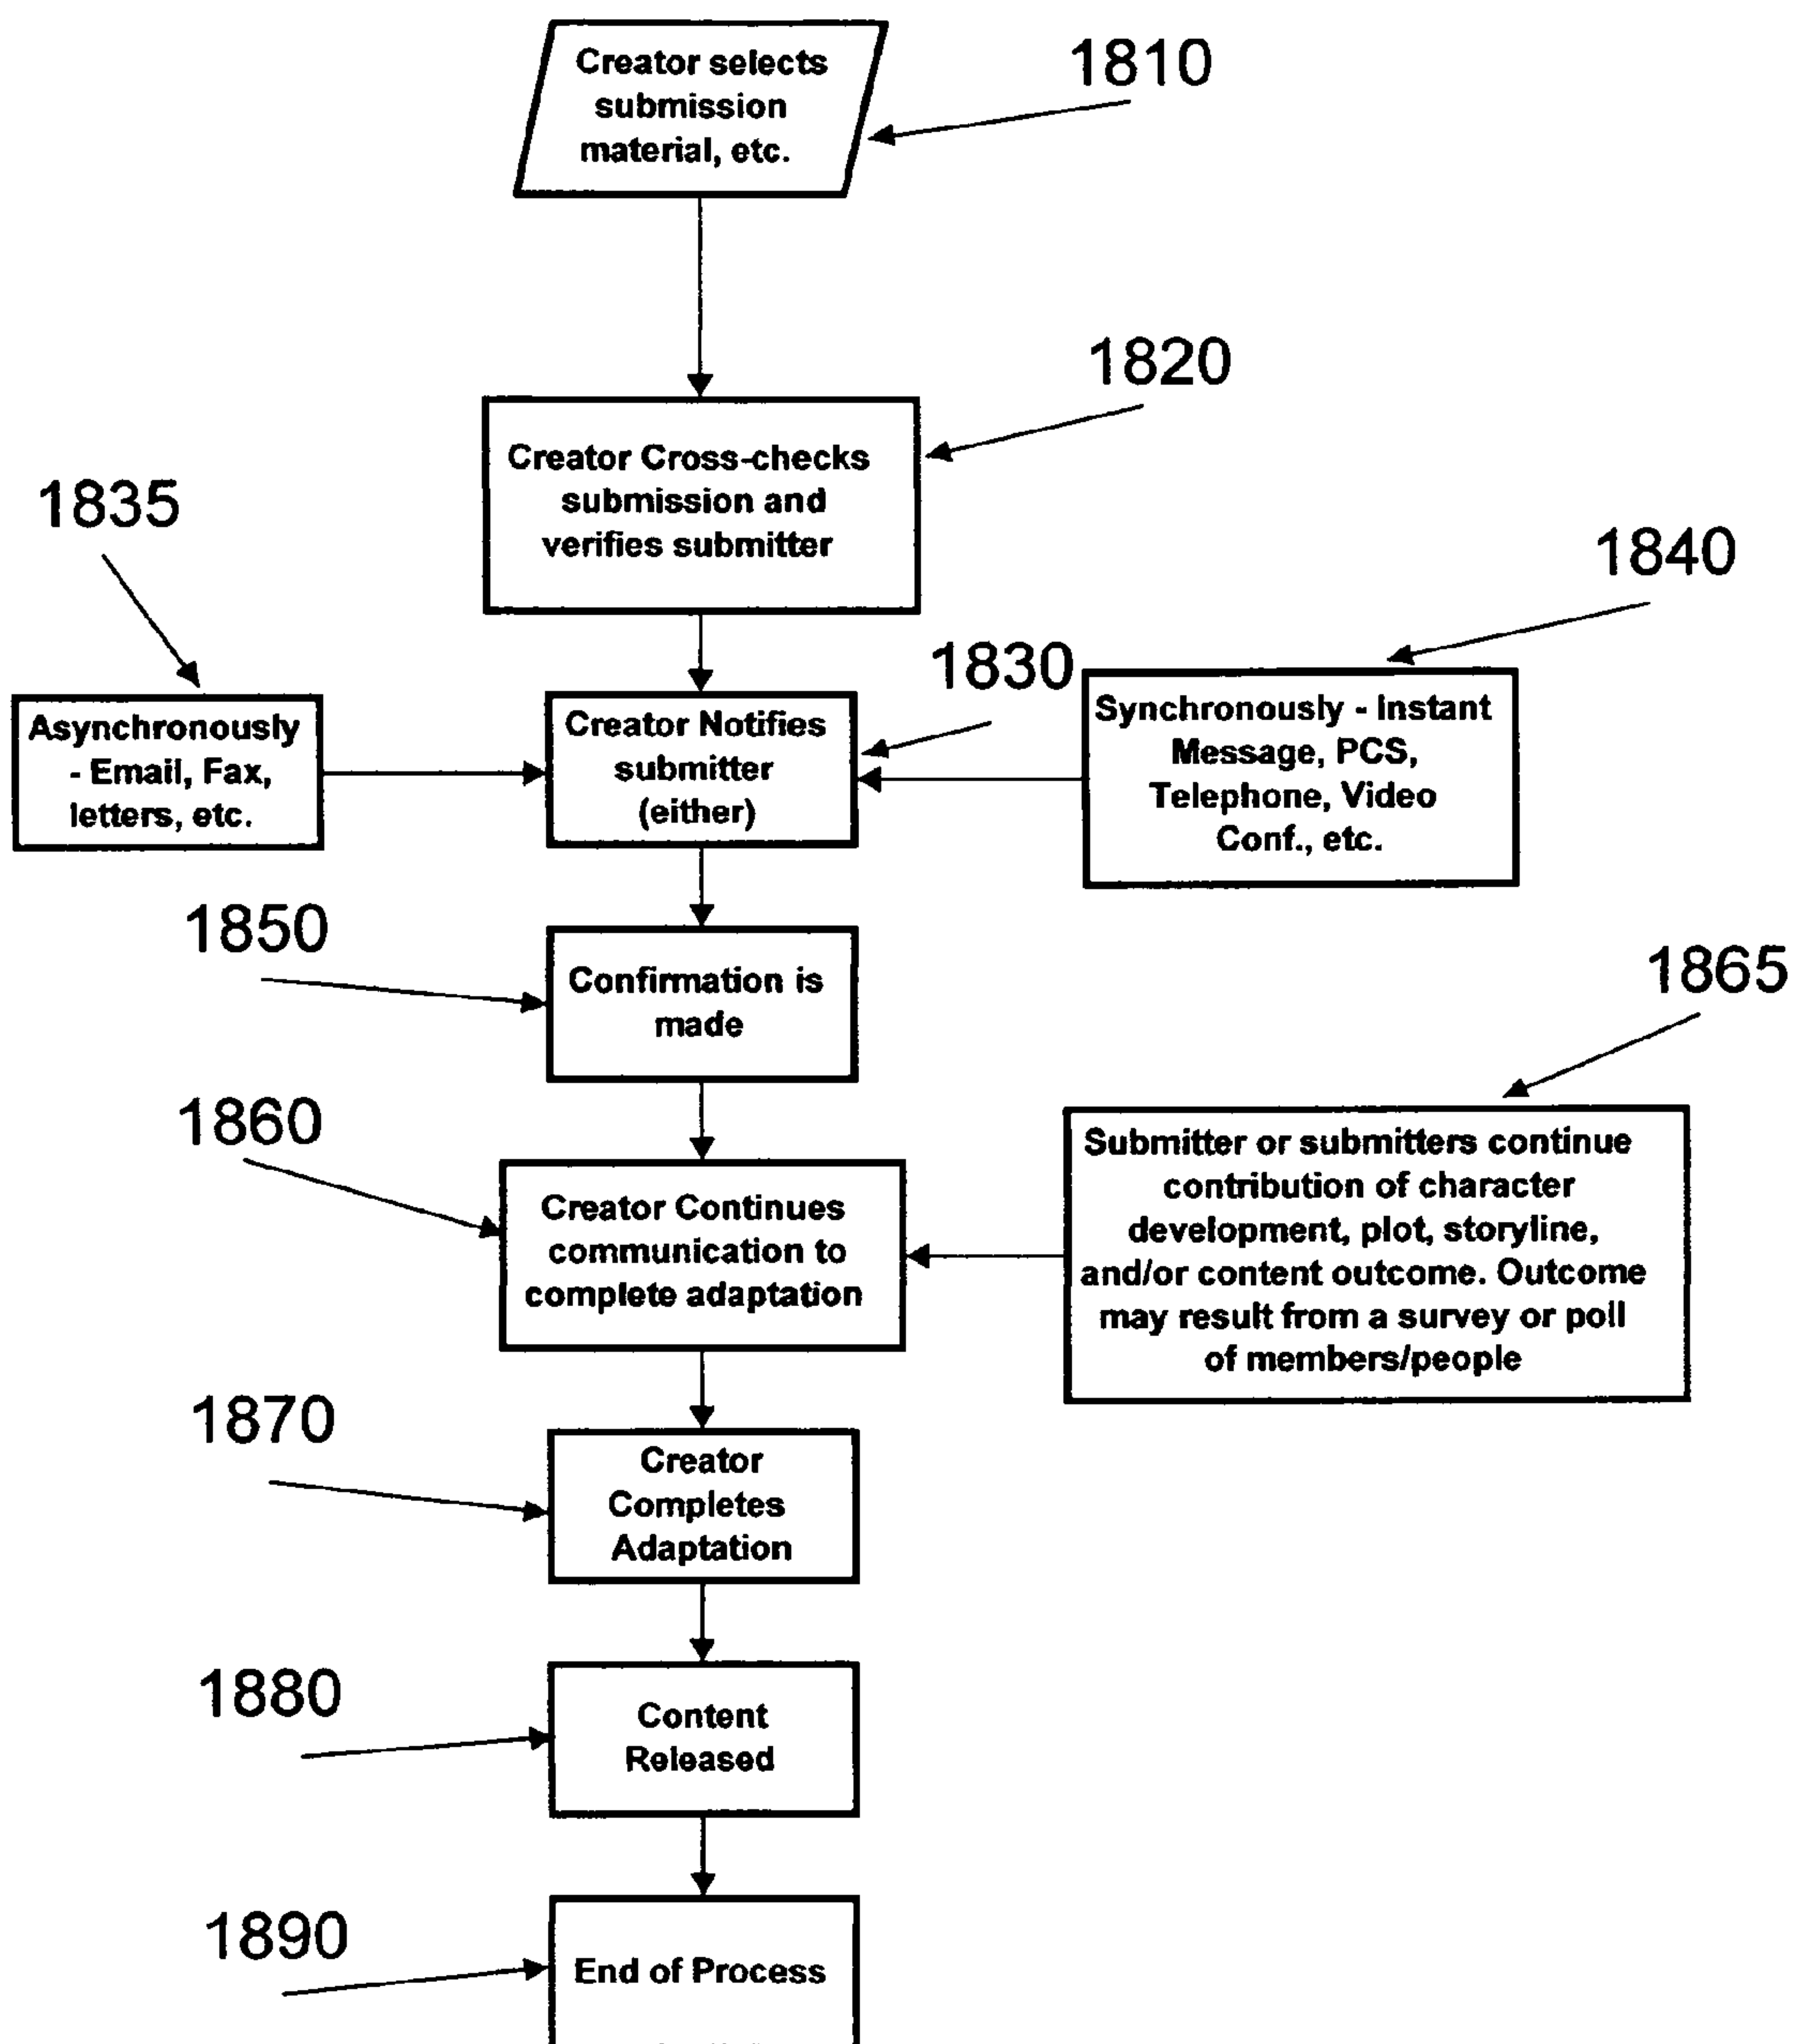 Creator selects
submission
material, etc.
1810
1820
Creator Cross-checks
submission and
verifies submitter
1835
1840
1830
Asynchronously
- Email, Fax,
letters, etc.
Creator Notifies
submitter
(either)
Synchronously - Instant
Message, PCS,
Telephone, Video
Conf., etc.
1850
Confirmation is
made
1865
1860
Creator Continues
communication to
complete adaptation
Submitter or submitters continue
contribution of character
development, plot, storyline,
and/or content outcome. Outcome
may result from a survey or poll
of members/people
1870
Creator
Completes
Adaptation
1880
Content
Released
1890
End of Process